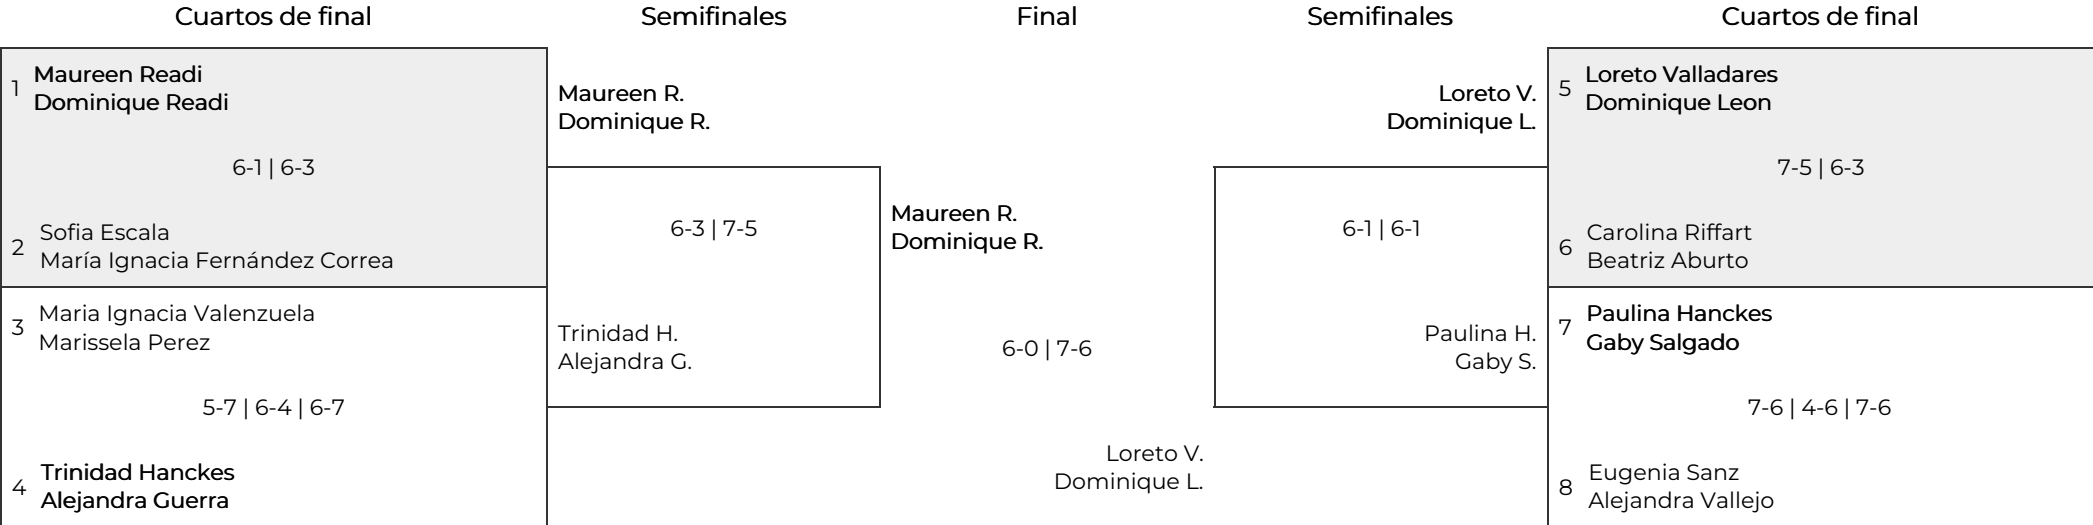 Cuartos de final
Semifinales
Final
Semifinales
Cuartos de final
1
Maureen Readi
Dominique Readi
6-1 | 6-3
2
Sofia Escala
María Ignacia Fernández Correa
3
Maria Ignacia Valenzuela
Marissela Perez
5-7 | 6-4 | 6-7
4
Trinidad Hanckes
Alejandra Guerra
Maureen R.
Dominique R.
6-3 | 7-5
Trinidad H.
Alejandra G.
Maureen R.
Dominique R.
6-0 | 7-6
Loreto V.
Dominique L.
Loreto V.
Dominique L.
6-1 | 6-1
Paulina H.
Gaby S.
5
Loreto Valladares
Dominique Leon
7-5 | 6-3
6
Carolina Riffart
Beatriz Aburto
7
Paulina Hanckes
Gaby Salgado
7-6 | 4-6 | 7-6
8
Eugenia Sanz
Alejandra Vallejo